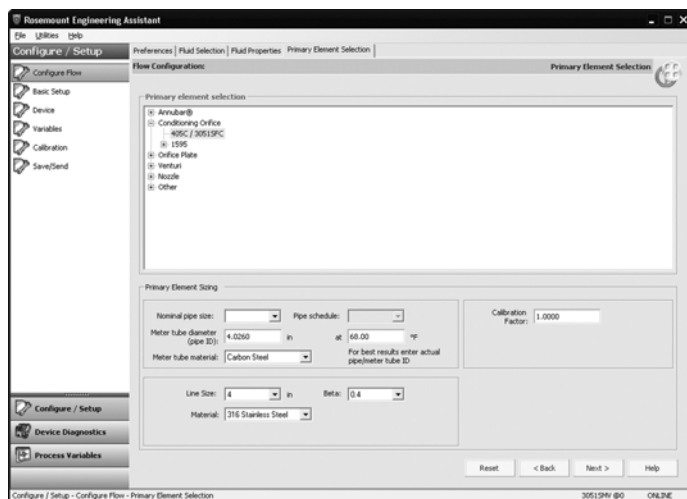 Rosemount Engineering Assistant
File Utilities Help
Configure / Setup
Preferences | Fluid Selection | Fluid Properties | Primary Element Selection
Configure Flow
Basic Setup
Device
Variables
Calibration
Save/Send
Flow Configuration:
Primary Element Selection
Primary element selection
Annubar®
Conditioning Orifice
405C / 3051SFC
1595
Orifice Plate
Venturi
Nozzle
Other
Primary Element Sizing
Nominal pipe size:
Pipe schedule:
Meter tube diameter (pipe ID): 4.0260 in at 68.00 °F
Meter tube material: Carbon Steel
For best results enter actual pipe/meter tube ID
Calibration Factor: 1.0000
Line Size: 4 in Beta: 0.4
Material: 316 Stainless Steel
Configure / Setup
Device Diagnostics
Process Variables
Reset
< Back
Next >
Help
Configure / Setup - Configure Flow - Primary Element Selection
3051SMV @0
ONLINE